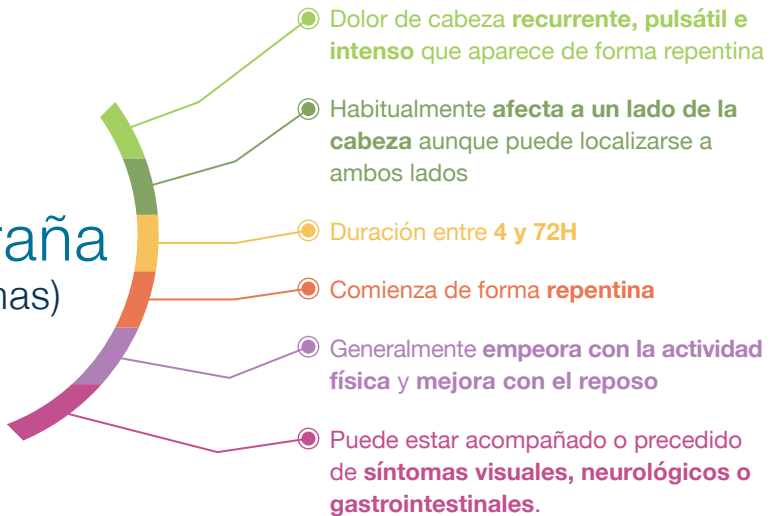 Dolor de cabeza recurrente, pulsátil e
intenso que aparece de forma repentina
Habitualmente afecta a un lado de la
cabeza aunque puede localizarse a
ambos lados
raña
nas)
Duración entre 4 y 72H
Comienza de forma repentina
Generalmente empeora con la actividad
física y mejora con el reposo
Puede estar acompañado o precedido
de síntomas visuales, neurológicos o
gastrointestinales.